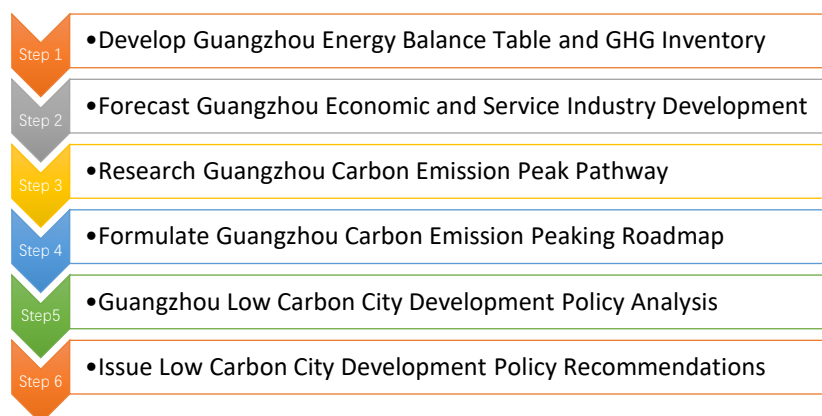 Step 1
•Develop Guangzhou Energy Balance Table and GHG Inventory
Step 2
•Forecast Guangzhou Economic and Service Industry Development
Step 3
•Research Guangzhou Carbon Emission Peak Pathway
Step 4
•Formulate Guangzhou Carbon Emission Peaking Roadmap
Step5
•Guangzhou Low Carbon City Development Policy Analysis
Step 6
•Issue Low Carbon City Development Policy Recommendations